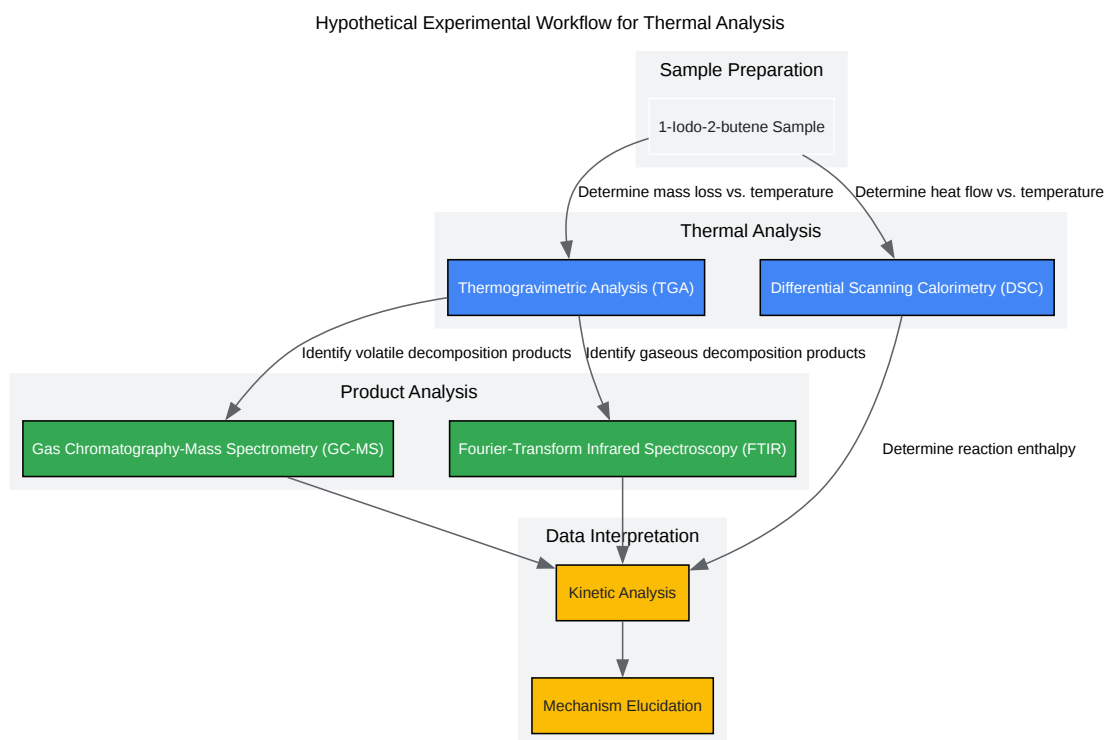 Hypothetical Experimental Workflow for Thermal Analysis
Sample Preparation
1-Iodo-2-butene Sample
Determine mass loss vs. temperature
Determine heat flow vs. temperature
Thermal Analysis
Thermogravimetric Analysis (TGA)
Differential Scanning Calorimetry (DSC)
Identify volatile decomposition products
Identify gaseous decomposition products
Product Analysis
Gas Chromatography-Mass Spectrometry (GC-MS)
Fourier-Transform Infrared Spectroscopy (FTIR)
Determine reaction enthalpy
Data Interpretation
Kinetic Analysis
Mechanism Elucidation